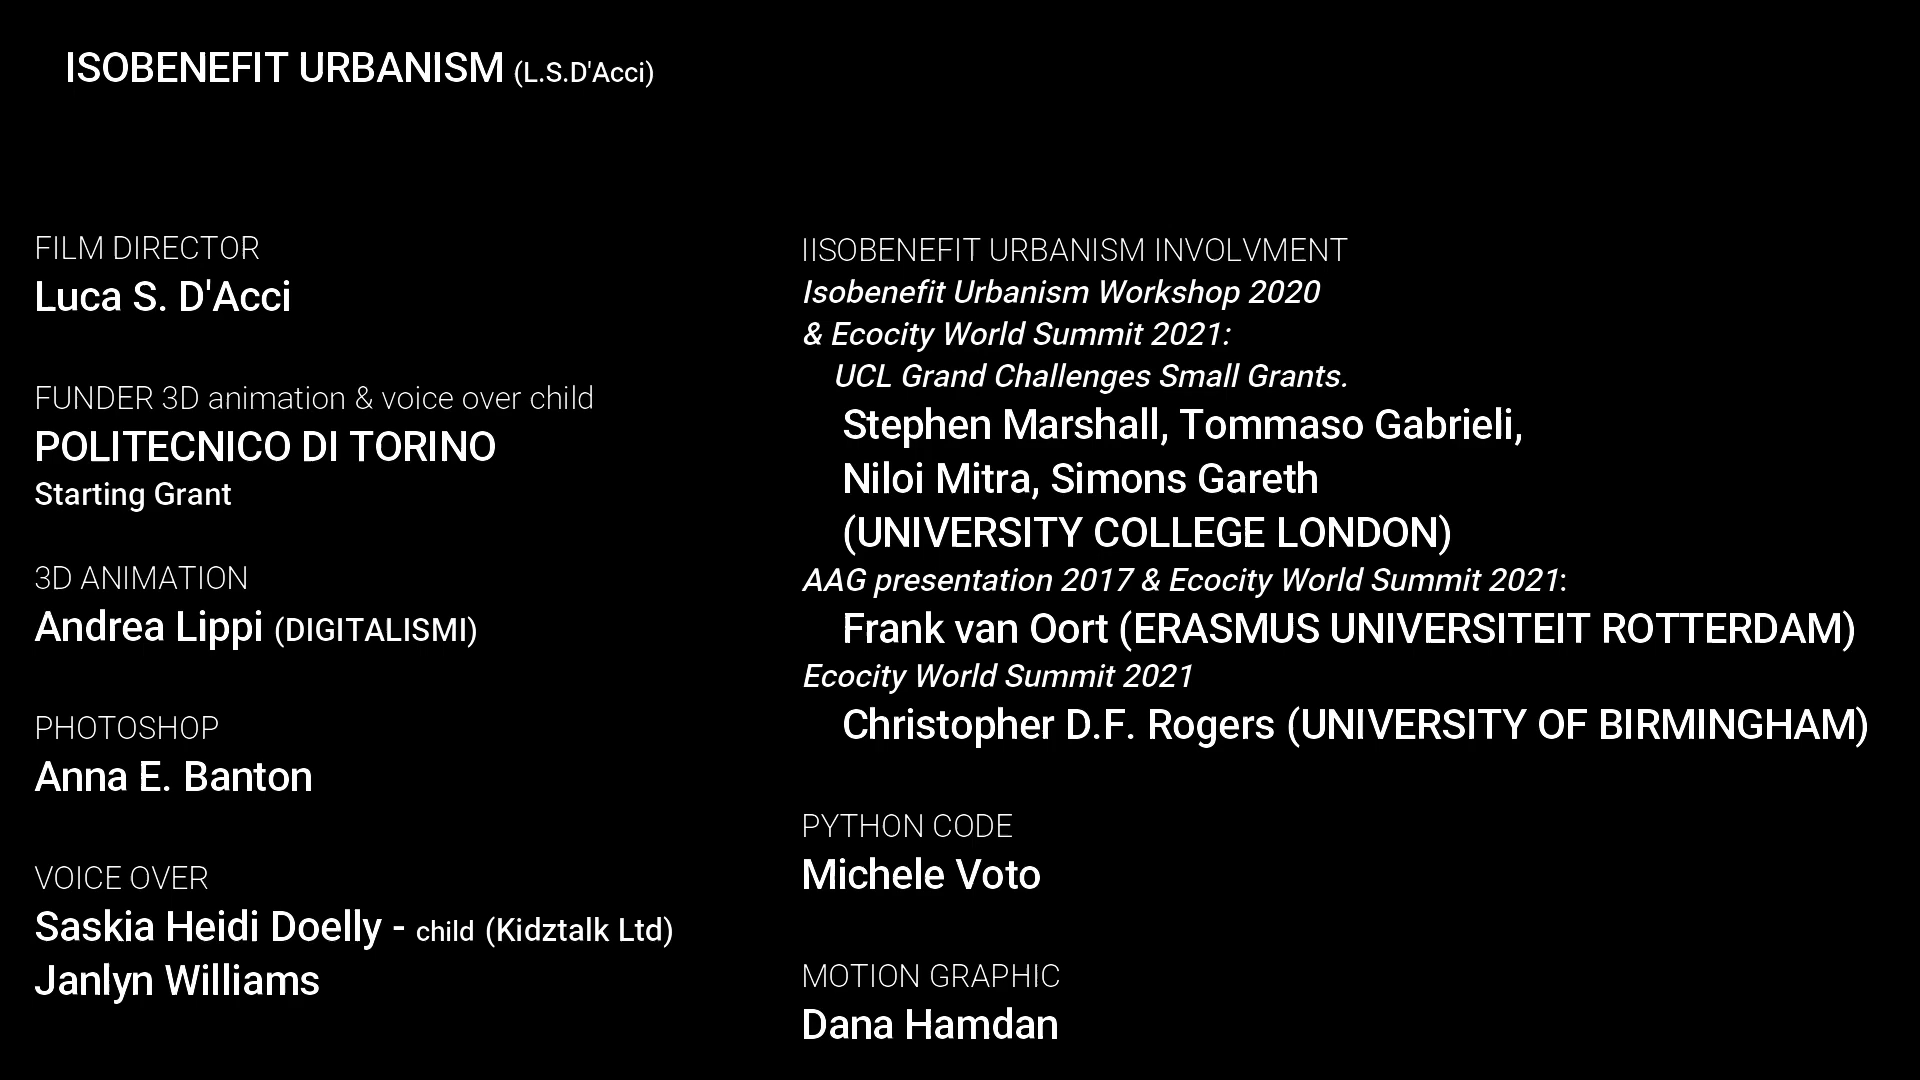 ISOBENEFIT URBANISM (L.S.D'Acci)
FILM DIRECTOR
Luca S. D'Acci
FUNDER 3D animation & voice over child
POLITECNICO DI TORINO
Starting Grant
3D ANIMATION
Andrea Lippi (DIGITALISMI)
PHOTOSHOP
Anna E. Banton
VOICE OVER
Saskia Heidi Doelly - child (Kidztalk Ltd)
Janlyn Williams
IISOBENEFIT URBANISM INVOLVMENT
Isobenefit Urbanism Workshop 2020
& Ecocity World Summit 2021:
UCL Grand Challenges Small Grants.
Stephen Marshall, Tommaso Gabrieli,
Niloi Mitra, Simons Gareth
(UNIVERSITY COLLEGE LONDON)
AAG presentation 2017 & Ecocity World Summit 2021:
Frank van Oort (ERASMUS UNIVERSITEIT ROTTERDAM)
Ecocity World Summit 2021
Christopher D.F. Rogers (UNIVERSITY OF BIRMINGHAM)
PYTHON CODE
Michele Voto
MOTION GRAPHIC
Dana Hamdan